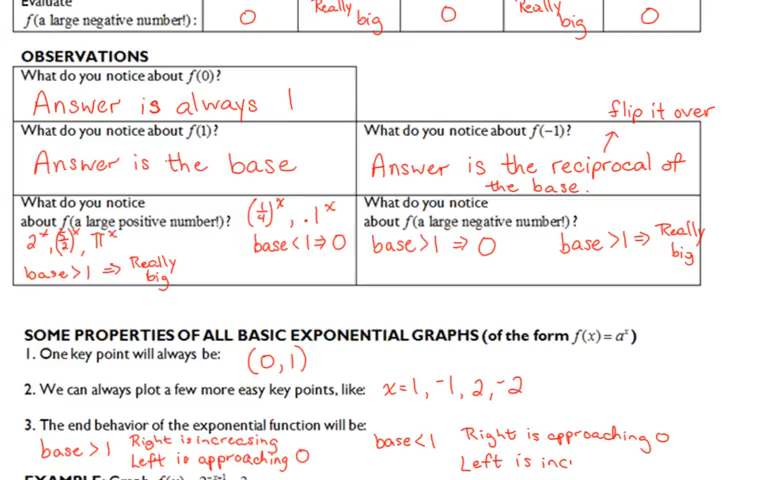 Evaluate
f(a large negative number!): 0 Really big 0 Really big 0
OBSERVATIONS
What do you notice about f(0)?
Answer is always 1
flip it over
What do you notice about f(1)? What do you notice about f(−1)?
Answer is the base Answer is the reciprocal of
the base.
What do you notice (1/4)^x, .1^x What do you notice
about f(a large positive number!)? about f(a large negative number!)?
2^x, (5/2)^x, π^x base < 1 ⇒ 0 base > 1 ⇒ 0 base > 1 ⇒ Really big
base > 1 ⇒ Really big
SOME PROPERTIES OF ALL BASIC EXPONENTIAL GRAPHS (of the form f(x) = a^x)
1. One key point will always be: (0, 1)
2. We can always plot a few more easy key points, like: x = 1, -1, 2, -2
3. The end behavior of the exponential function will be:
base > 1 Right is increasing base < 1 Right is approaching 0
Left is approaching 0 Left is inc